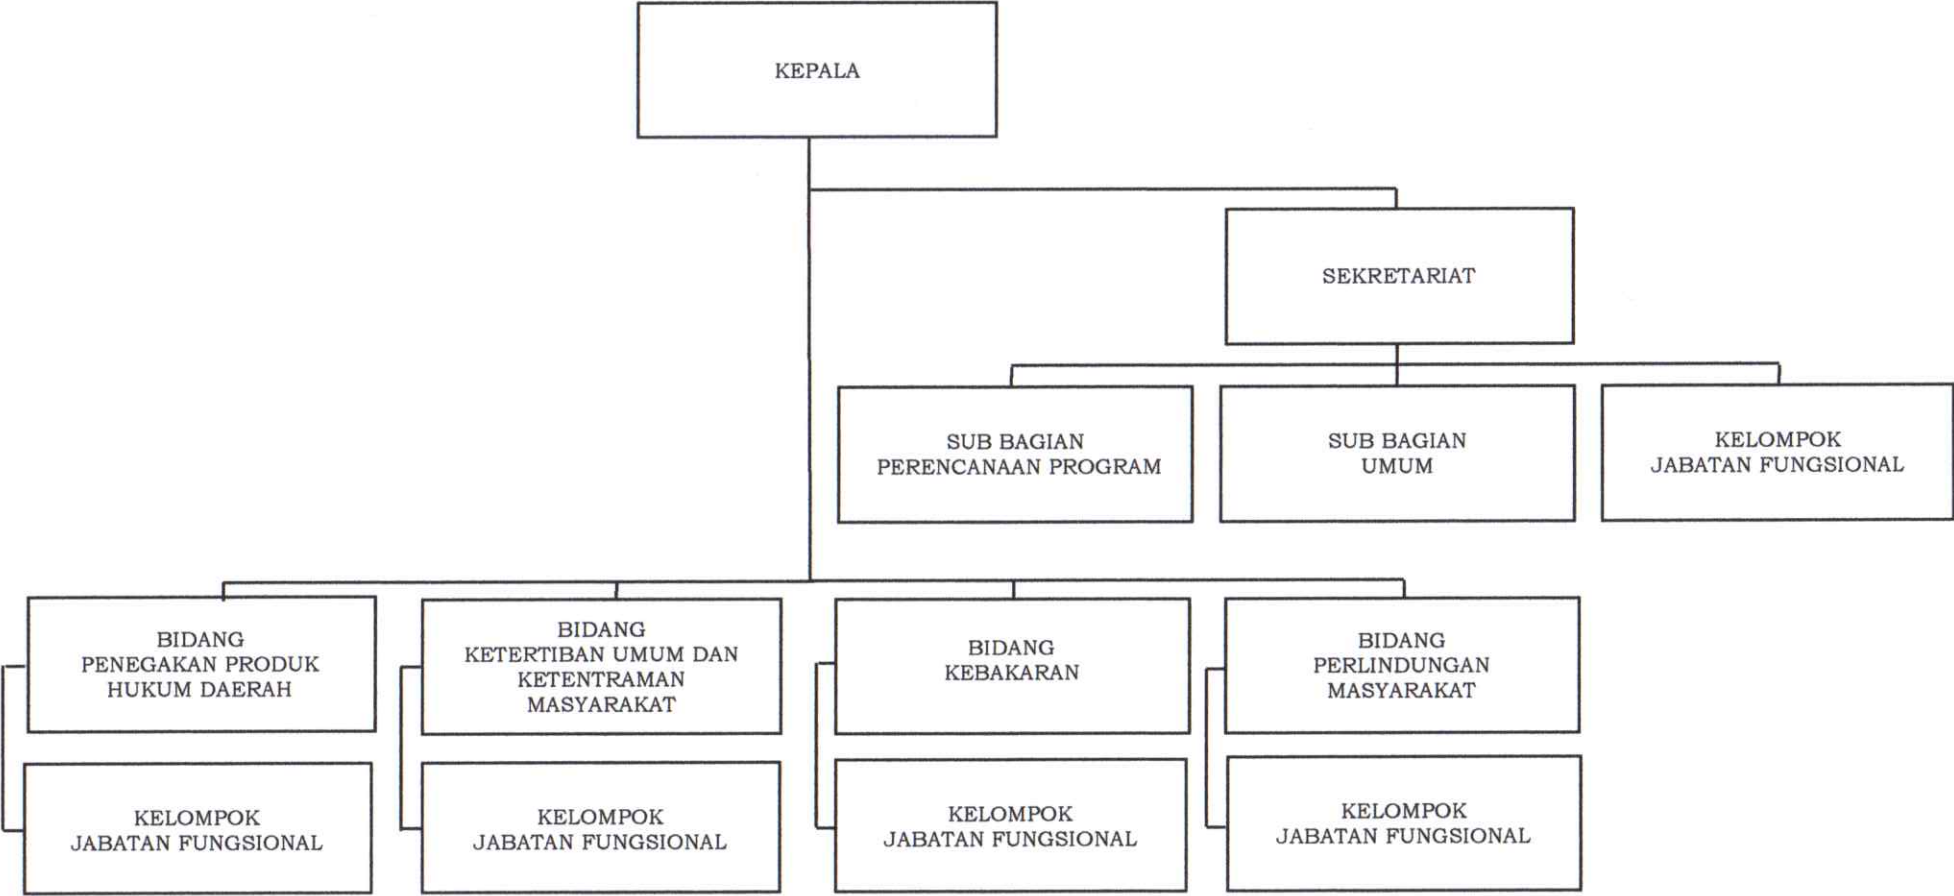 KEPALA
SEKRETARIAT
SUB BAGIAN
PERENCANAAN PROGRAM
SUB BAGIAN
UMUM
KELOMPOK
JABATAN FUNGSIONAL
BIDANG
PENEGAKAN PRODUK
HUKUM DAERAH
BIDANG
KETERTIBAN UMUM DAN
KETENTRAMAN
MASYARAKAT
BIDANG
KEBAKARAN
BIDANG
PERLINDUNGAN
MASYARAKAT
KELOMPOK
JABATAN FUNGSIONAL
KELOMPOK
JABATAN FUNGSIONAL
KELOMPOK
JABATAN FUNGSIONAL
KELOMPOK
JABATAN FUNGSIONAL